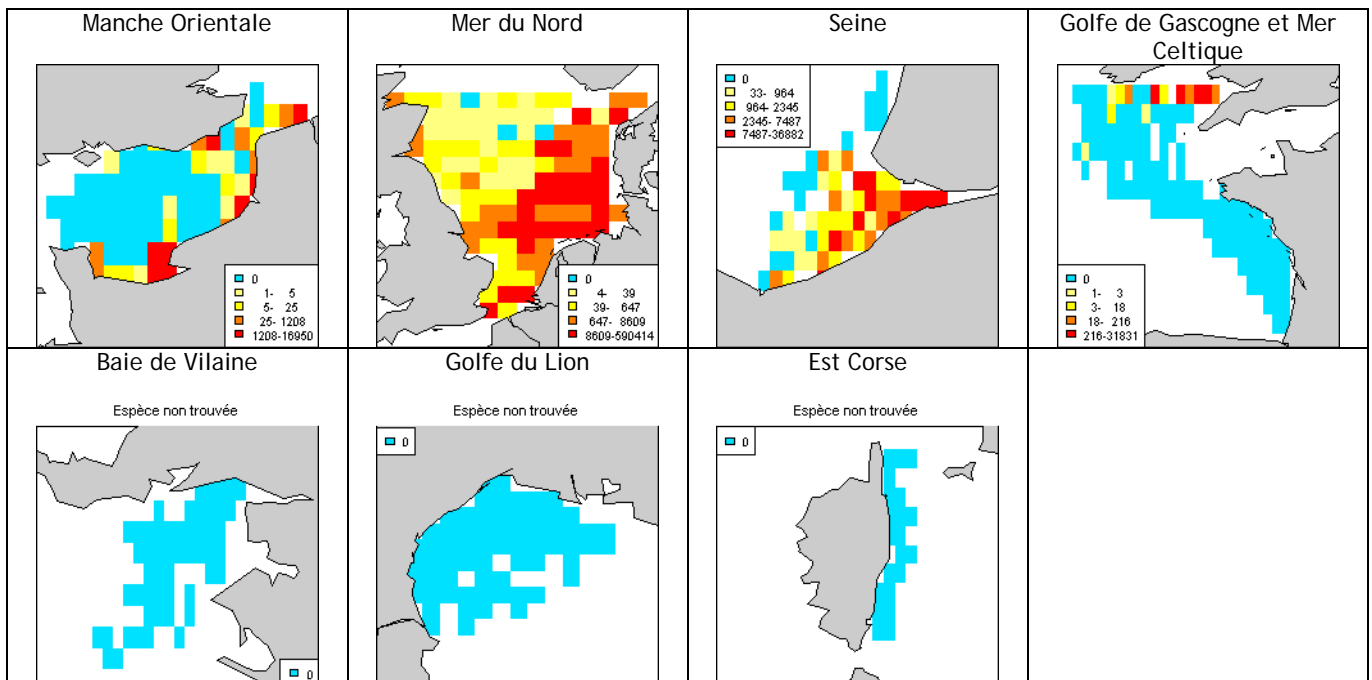 Manche Orientale
0
1- 5
5- 25
25- 1208
1208-16950
Mer du Nord
0
4- 39
39- 647
647- 8609
8609-590414
Seine
0
33- 964
964- 2345
2345- 7487
7487-36882
Golfe de Gascogne et Mer
Celtique
0
1- 3
3- 18
18- 216
216-31831
Baie de Vilaine
Espèce non trouvée
0
Golfe du Lion
Espèce non trouvée
0
Est Corse
Espèce non trouvée
0